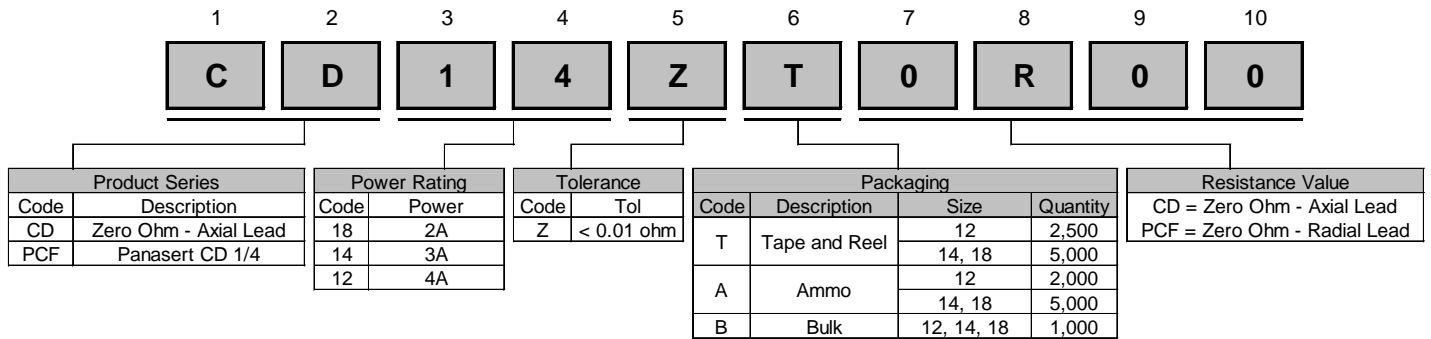 1 2 3 4 5 6 7 8 9 10
C D 1 4 Z T 0 R 0 0
Product Series
Code Description
CD Zero Ohm - Axial Lead
PCF Panasert CD 1/4
Power Rating
Code Power
18 2A
14 3A
12 4A
Tolerance
Code Tol
Z < 0.01 ohm
Packaging
Code Description Size Quantity
T Tape and Reel 12 2,500
14, 18 5,000
A Ammo 12 2,000
14, 18 5,000
B Bulk 12, 14, 18 1,000
Resistance Value
CD = Zero Ohm - Axial Lead
PCF = Zero Ohm - Radial Lead